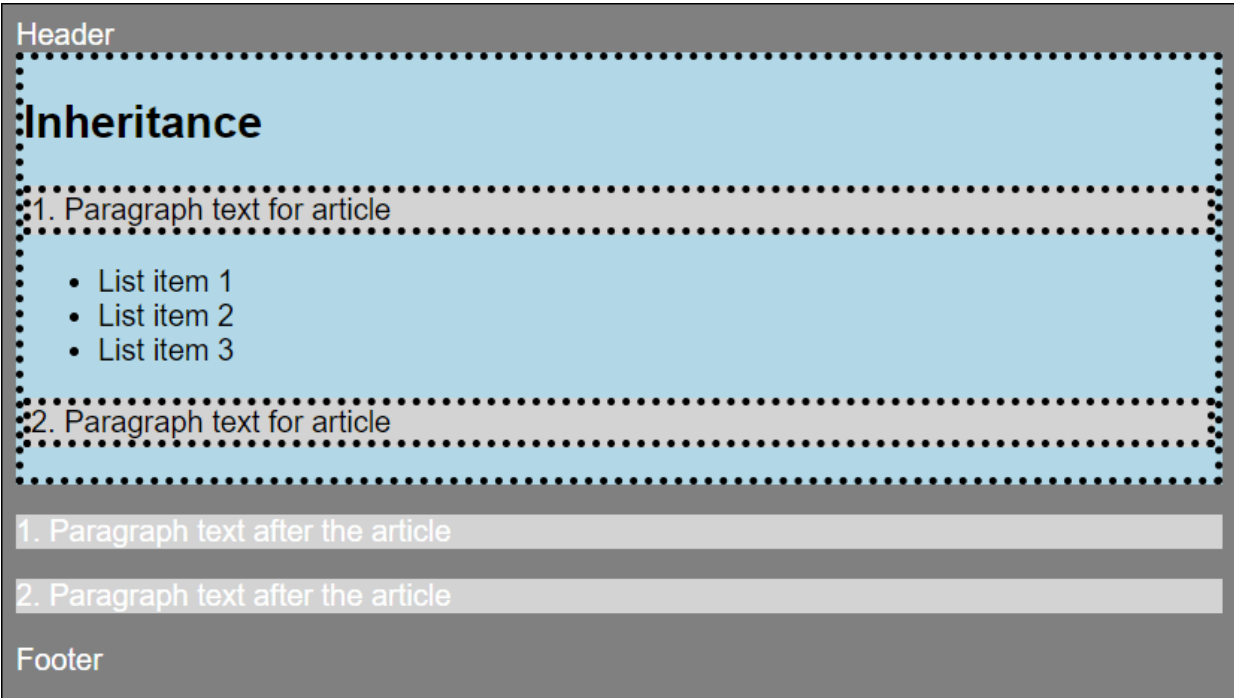 Header
Inheritance
1. Paragraph text for article
• List item 1
• List item 2
• List item 3
2. Paragraph text for article
1. Paragraph text after the article
2. Paragraph text after the article
Footer